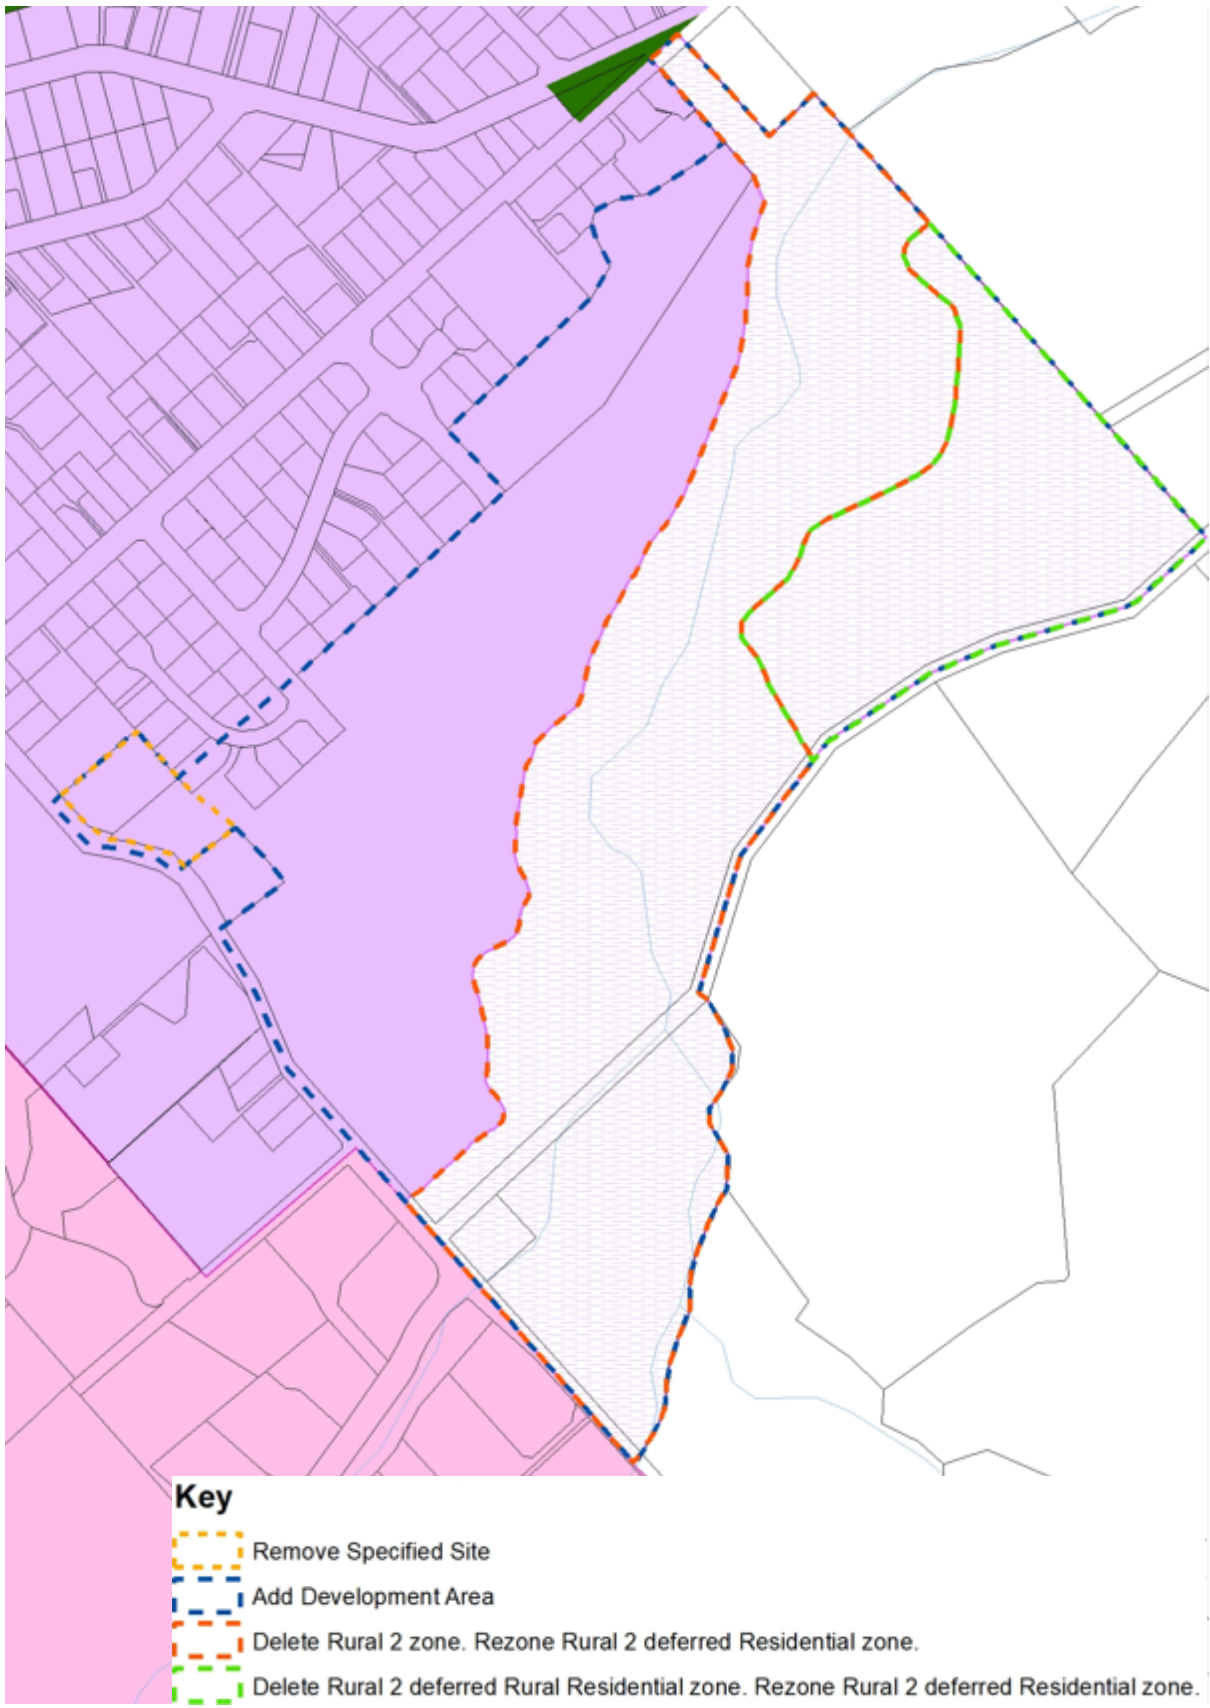 Key
Remove Specified Site
Add Development Area
Delete Rural 2 zone. Rezone Rural 2 deferred Residential zone.
Delete Rural 2 deferred Rural Residential zone. Rezone Rural 2 deferred Residential zone.